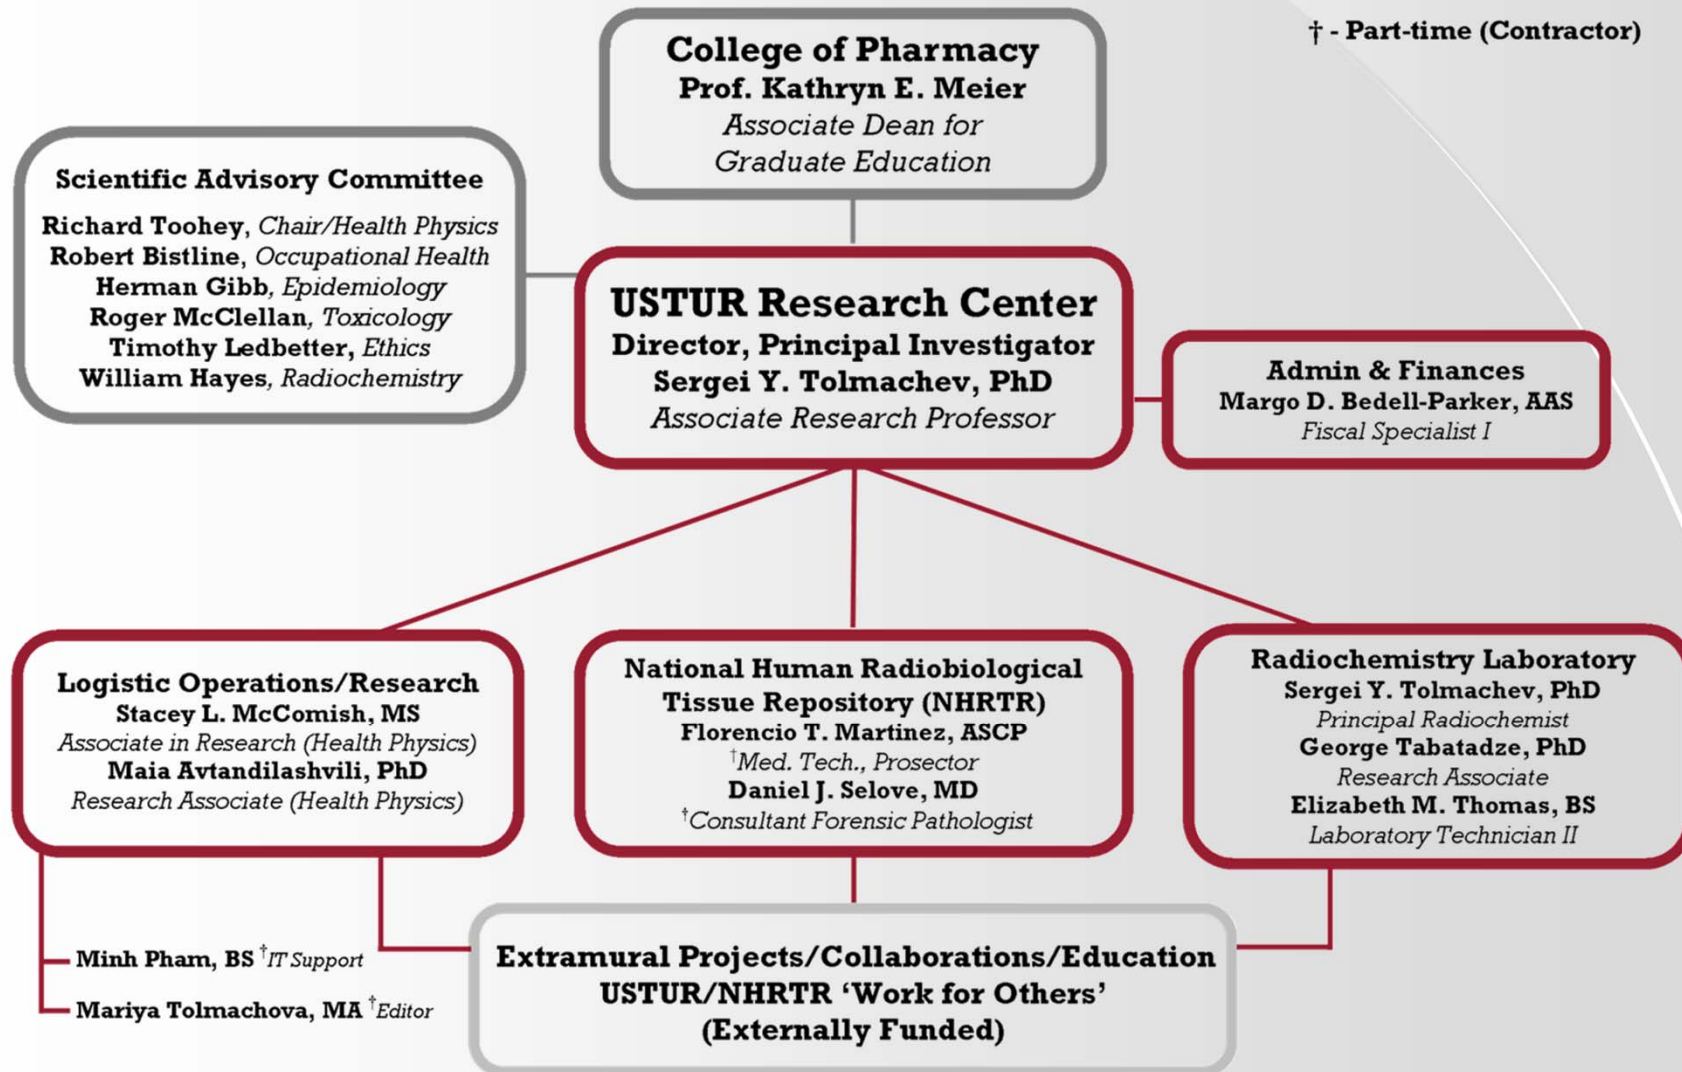 † - Part-time (Contractor)
College of Pharmacy
Prof. Kathryn E. Meier
Associate Dean for
Graduate Education
Scientific Advisory Committee
Richard Toohey, Chair/Health Physics
Robert Bistline, Occupational Health
Herman Gibb, Epidemiology
Roger McClellan, Toxicology
Timothy Ledbetter, Ethics
William Hayes, Radiochemistry
USTUR Research Center
Director, Principal Investigator
Sergei Y. Tolmachev, PhD
Associate Research Professor
Admin & Finances
Margo D. Bedell-Parker, AAS
Fiscal Specialist I
Logistic Operations/Research
Stacey L. McComish, MS
Associate in Research (Health Physics)
Maia Avtandilashvili, PhD
Research Associate (Health Physics)
National Human Radiobiological
Tissue Repository (NHRTR)
Florencio T. Martinez, ASCP
†Med. Tech., Prosector
Daniel J. Selove, MD
†Consultant Forensic Pathologist
Radiochemistry Laboratory
Sergei Y. Tolmachev, PhD
Principal Radiochemist
George Tabatadze, PhD
Research Associate
Elizabeth M. Thomas, BS
Laboratory Technician II
Minh Pham, BS †IT Support
Mariya Tolmachova, MA †Editor
Extramural Projects/Collaborations/Education
USTUR/NHRTR ‘Work for Others’
(Externally Funded)